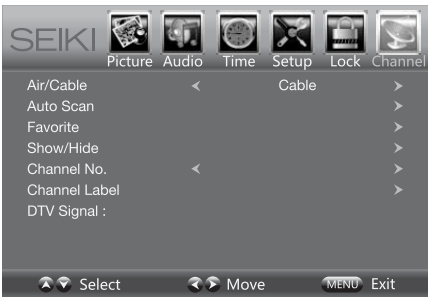 SEIKI
Picture Audio Time Setup Lock Channel
Air/Cable Cable
Auto Scan
Favorite
Show/Hide
Channel No.
Channel Label
DTV Signal :
Select Move MENU Exit